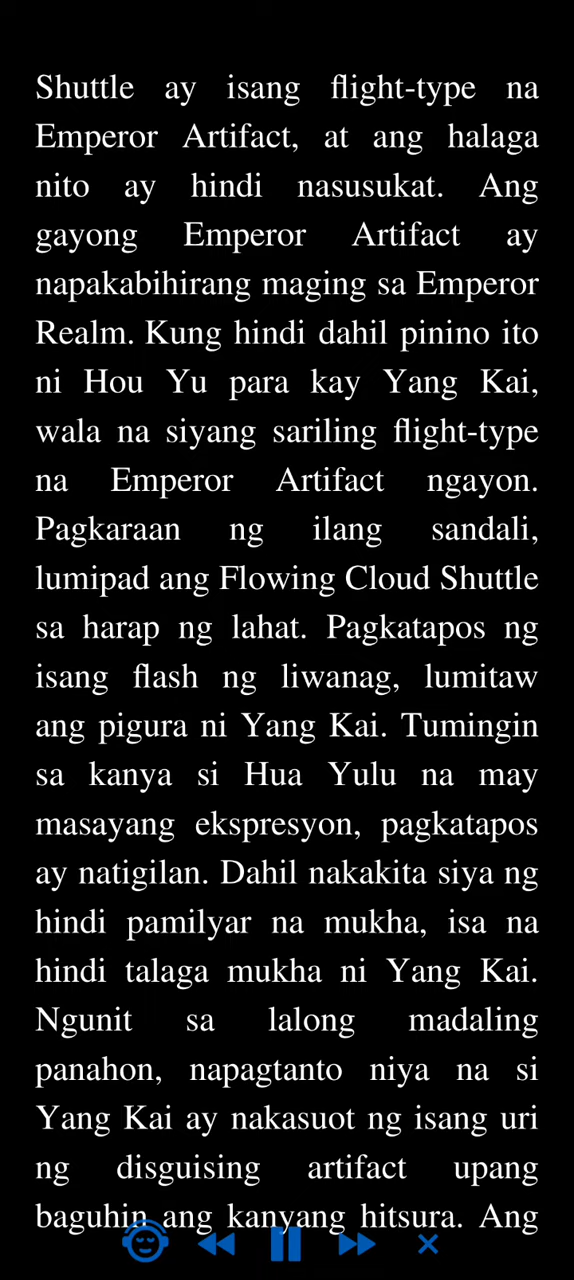 Shuttle ay isang flight-type na
Emperor Artifact, at ang halaga
nito ay hindi nasusukat. Ang
gayong Emperor Artifact ay
napakabihirang maging sa Emperor
Realm. Kung hindi dahil pinino ito
ni Hou Yu para kay Yang Kai,
wala na siyang sariling flight-type
na Emperor Artifact ngayon.
Pagkaraan ng ilang sandali,
lumipad ang Flowing Cloud Shuttle
sa harap ng lahat. Pagkatapos ng
isang flash ng liwanag, lumitaw
ang pigura ni Yang Kai. Tumingin
sa kanya si Hua Yulu na may
masayang ekspresyon, pagkatapos
ay natigilan. Dahil nakakita siya ng
hindi pamilyar na mukha, isa na
hindi talaga mukha ni Yang Kai.
Ngunit sa lalong madaling
panahon, napagtanto niya na si
Yang Kai ay nakasuot ng isang uri
ng disguising artifact upang
baguhin ang kanyang hitsura. Ang